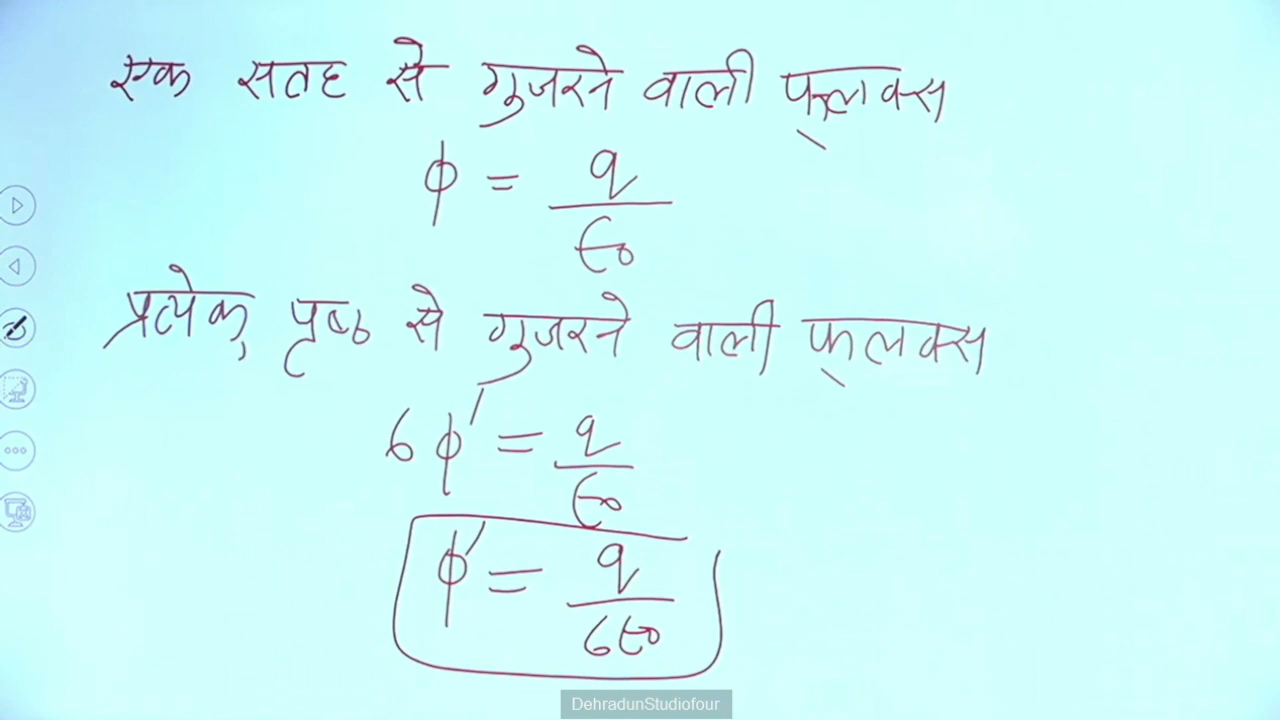 एक सतह से गुजरने वाली फ्लक्स
ϕ = q/ε₀
प्रत्येक पृष्ठ से गुजरने वाली फ्लक्स
6ϕ' = q/ε₀
ϕ' = q/6ε₀
DehradunStudiofour